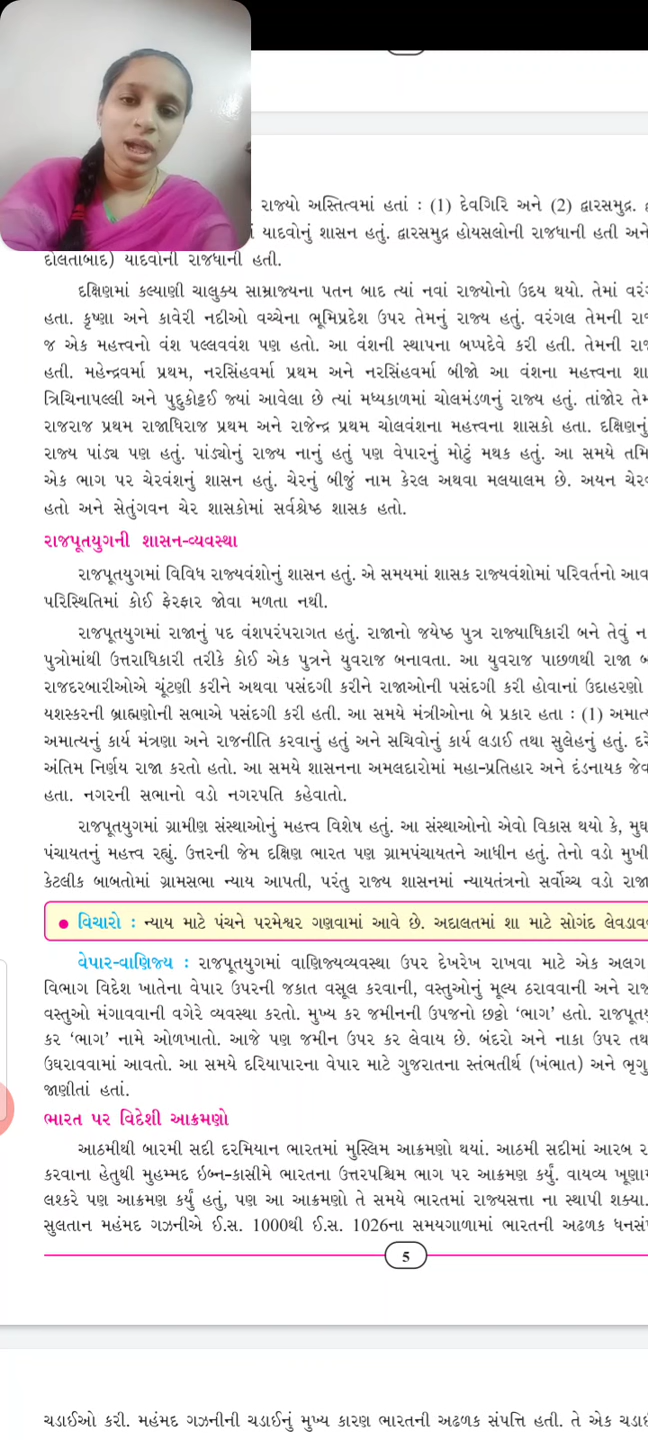 રાજ્યો અસ્તિત્વમાં હતાં : (1) દેવગિરિ અને (2) દ્વારસમુદ્ર.
યાદવોનું શાસન હતું. દ્વારસમુદ્ર હોયસલોની રાજધાની હતી અને
દોલતાબાદ) યાદવોની રાજધાની હતી.
દક્ષિણમાં કલ્યાણી ચાલુક્ય સામ્રાજ્યના પતન બાદ ત્યાં નવાં રાજ્યોનો ઉદય થયો. તેમાં
હતા. કૃષ્ણા અને કાવેરી નદીઓ વચ્ચેના ભૂમિપ્રદેશ ઉપર તેમનું રાજ્ય હતું. વરંગલ તેમની
જ એક મહત્ત્વનો વંશ પલ્લવવંશ પણ હતો. આ વંશની સ્થાપના બપ્પદેવે કરી હતી. તેમની
હતી. મહેન્દ્રવર્મા પ્રથમ, નરસિંહવર્મા પ્રથમ અને નરસિંહવર્મા બીજો આ વંશના મહત્ત્વના
ત્રિચિનાપલ્લી અને પુદુકોટ્ટઈ જ્યાં આવેલા છે ત્યાં મધ્યકાળમાં ચોલમંડળનું રાજ્ય હતું. તાંજોર
રાજરાજ પ્રથમ રાજાધિરાજ પ્રથમ અને રાજેન્દ્ર પ્રથમ ચોલવંશના મહત્ત્વના શાસકો હતા. દક્ષિણનું
રાજ્ય પાંડ્ય પણ હતું. પાંડ્યોનું રાજ્ય નાનું હતું પણ વેપારનું મોટું મથક હતું. આ સમયે
એક ભાગ પર ચેરવંશનું શાસન હતું. ચેરનું બીજું નામ કેરલ અથવા મલયાલમ છે. અયન
હતો અને સેતુંગવન ચેર શાસકોમાં સર્વશ્રેષ્ઠ શાસક હતો.
રાજપૂતયુગની શાસન-વ્યવસ્થા
રાજપૂતયુગમાં વિવિધ રાજ્યવંશોનું શાસન હતું. એ સમયમાં શાસક રાજ્યવંશોમાં પરિવર્તનો
પરિસ્થિતિમાં કોઈ ફેરફાર જોવા મળતા નથી.
રાજપૂતયુગમાં રાજાનું પદ વંશપરંપરાગત હતું. રાજાનો જયેષ્ઠ પુત્ર રાજ્યાધિકારી બને તેવું
પુત્રોમાંથી ઉત્તરાધિકારી તરીકે કોઈ એક પુત્રને યુવરાજ બનાવતા. આ યુવરાજ પાછળથી રાજા
રાજદરબારીઓએ ચૂંટણી કરીને અથવા પસંદગી કરીને રાજાઓની પસંદગી કરી હોવાનાં ઉદાહરણો
યશસ્કરની બ્રાહ્મણોની સભાએ પસંદગી કરી હતી. આ સમયે મંત્રીઓના બે પ્રકાર હતા : (1)
અમાત્યનું કાર્ય મંત્રણા અને રાજનીતિ કરવાનું હતું અને સચિવોનું કાર્ય લડાઈ તથા સુલેહનું હતું.
અંતિમ નિર્ણય રાજા કરતો હતો. આ સમયે શાસનના અમલદારોમાં મહા-પ્રતિહાર અને દંડનાયક
હતા. નગરની સભાનો વડો નગરપતિ કહેવાતો.
રાજપૂતયુગમાં ગ્રામીણ સંસ્થાઓનું મહત્ત્વ વિશેષ હતું. આ સંસ્થાઓનો એવો વિકાસ થયો કે,
પંચાયતનું મહત્ત્વ રહ્યું. ઉત્તરની જેમ દક્ષિણ ભારત પણ ગ્રામપંચાયતને આધીન હતું. તેનો વડો
કેટલીક બાબતોમાં ગ્રામસભા ન્યાય આપતી, પરંતુ રાજ્ય શાસનમાં ન્યાયતંત્રનો સર્વોચ્ચ વડો રાજા
● વિચારો : ન્યાય માટે પંચને પરમેશ્વર ગણવામાં આવે છે. અદાલતમાં શા માટે સોગંદ
વેપાર-વાણિજ્ય : રાજપૂતયુગમાં વાણિજ્યવ્યવસ્થા ઉપર દેખરેખ રાખવા માટે એક અલગ
વિભાગ વિદેશ ખાતેના વેપાર ઉપરની જકાત વસૂલ કરવાની, વસ્તુઓનું મૂલ્ય ઠરાવવાની અને
વસ્તુઓ મંગાવવાની વગેરે વ્યવસ્થા કરતો. મુખ્ય કર જમીનની ઉપજનો છઠ્ઠો ‘ભાગ’ હતો.
કર ‘ભાગ’ નામે ઓળખાતો. આજે પણ જમીન ઉપર કર લેવાય છે. બંદરો અને નાકા ઉપર
ઉઘરાવવામાં આવતો. આ સમયે દરિયાપારના વેપાર માટે ગુજરાતના સ્તંભતીર્થ (ખંભાત) અને
જાણીતાં હતાં.
ભારત પર વિદેશી આક્રમણો
આઠમીથી બારમી સદી દરમિયાન ભારતમાં મુસ્લિમ આક્રમણો થયાં. આઠમી સદીમાં આરબ
કરવાના હેતુથી મુહમ્મદ ઇબ્ન-કાસીમે ભારતના ઉત્તરપશ્ચિમ ભાગ પર આક્રમણ કર્યું. વાયવ્ય
લશ્કરે પણ આક્રમણ કર્યું હતું, પણ આ આક્રમણો તે સમયે ભારતમાં રાજ્યસત્તા ના સ્થાપી શક્યા.
સુલતાન મહંમદ ગઝનીએ ઈ.સ. 1000થી ઈ.સ. 1026ના સમયગાળામાં ભારતની અઢળક
5
ચડાઈઓ કરી. મહંમદ ગઝનીની ચડાઈનું મુખ્ય કારણ ભારતની અઢળક સંપત્તિ હતી. તે એક